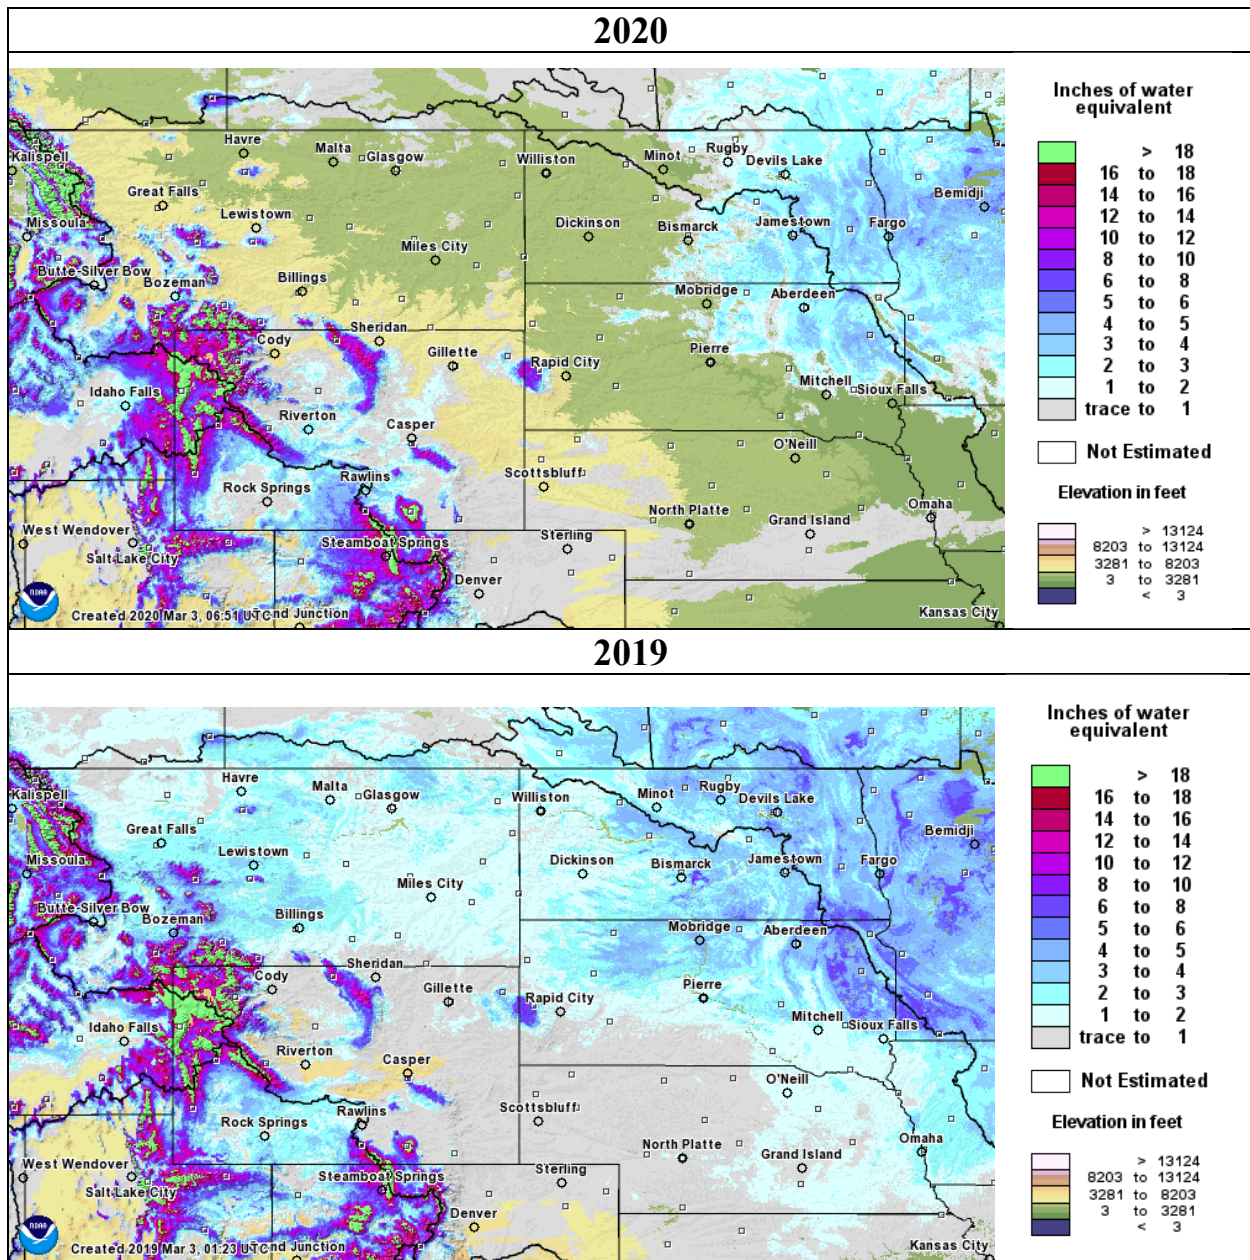 2020
Havre
Malta
Glasgow
Williston
Minot
Rugby
Devils Lake
Kalispell
Great Falls
Bemidji
Lewistown
Missoula
Dickinson
Bismarck
Jamestown
Fargo
Miles City
Butte-Silver Bow
Bozeman
Billings
Mobridge
Aberdeen
Sheridan
Cody
Gillette
Rapid City
Pierre
Idaho Falls
Mitchell
Sioux Falls
Riverton
Casper
O'Neill
Rock Springs
Rawlins
Scottsbluff
North Platte
Grand Island
Omaha
West Wendover
Salt Lake City
Steamboat Springs
Sterling
Denver
NOAA
Created 2020 Mar 3, 06:51 UTC nd Junction
Kansas City
Inches of water
equivalent
> 18
16 to 18
14 to 16
12 to 14
10 to 12
8 to 10
6 to 8
5 to 6
4 to 5
3 to 4
2 to 3
1 to 2
trace to 1
Not Estimated
Elevation in feet
> 13124
8203 to 13124
3281 to 8203
3 to 3281
< 3
2019
Havre
Malta
Glasgow
Williston
Minot
Rugby
Devils Lake
Kalispell
Great Falls
Bemidji
Lewistown
Missoula
Dickinson
Bismarck
Jamestown
Fargo
Miles City
Butte-Silver Bow
Bozeman
Billings
Mobridge
Aberdeen
Sheridan
Cody
Gillette
Rapid City
Pierre
Idaho Falls
Mitchell
Sioux Falls
Riverton
Casper
O'Neill
Rock Springs
Rawlins
Scottsbluff
North Platte
Grand Island
Omaha
West Wendover
Salt Lake City
Steamboat Springs
Sterling
Denver
NOAA
Created 2019 Mar 3, 01:23 UTC nd Junction
Kansas City
Inches of water
equivalent
> 18
16 to 18
14 to 16
12 to 14
10 to 12
8 to 10
6 to 8
5 to 6
4 to 5
3 to 4
2 to 3
1 to 2
trace to 1
Not Estimated
Elevation in feet
> 13124
8203 to 13124
3281 to 8203
3 to 3281
< 3